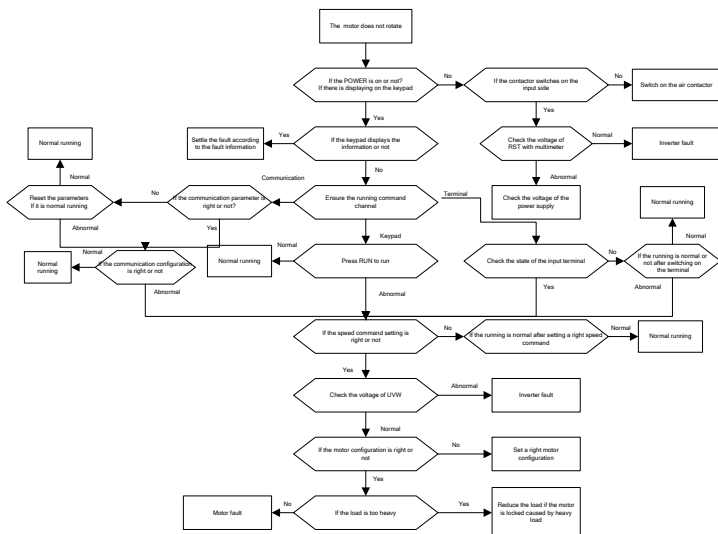 The motor does not rotate
If the POWER is on or not?
If there is displaying on the keypad
No
If the contactor switches on the
input side
No
Switch on the air contactor
Yes
Yes
Settle the fault according
to the fault information
Yes
If the keypad displays the
information or not
Check the voltage of
RST with multimeter
Normal
Inverter fault
Normal running
Normal
Communication
No
Abnormal
Reset the parameters
If it is normal running
No
If the communication parameter is
right or not?
Ensure the running command
channel
Terminal
Check the voltage of the
power supply
Normal running
Abnormal
Yes
Keypad
Normal
Normal
running
Normal
If the communication configuration
is right or not
Normal running
Normal
Press RUN to run
Check the state of the input terminal
No
If the running is normal or
not after switching on
the terminal
Abnormal
Abnormal
Yes
Abnormal
If the speed command setting is
right or not
No
If the running is normal after setting a right speed
command
Normal
Normal running
Yes
Check the voltage of UVW
Abnormal
Inverter fault
Normal
If the motor configuration is right or
not
No
Set a right motor
configuration
Yes
Motor fault
No
If the load is too heavy
Yes
Reduce the load if the motor
is locked caused by heavy
load